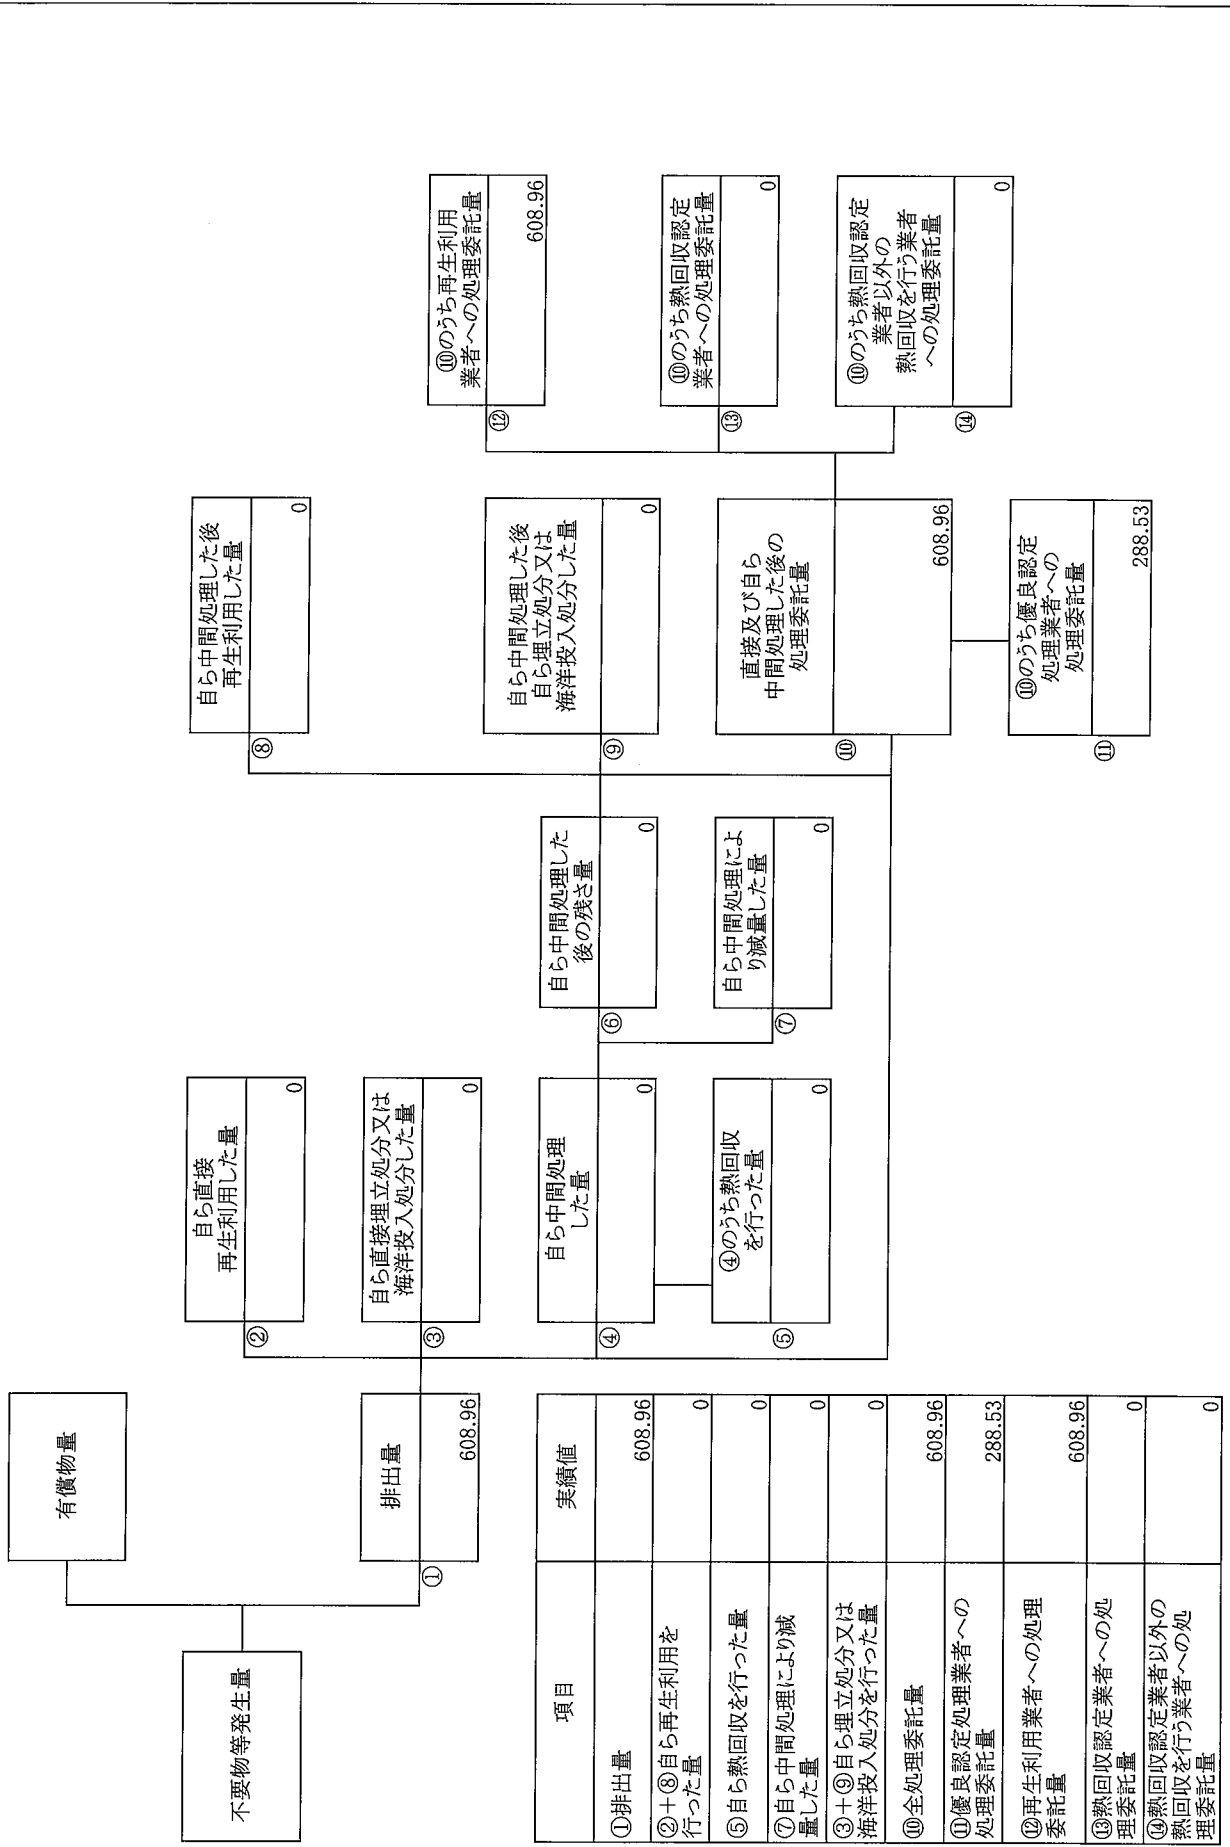 有償物量
不要物等発生量
排出量
608.96
①
自ら直接
再生利用した量
0
②
自ら直接埋立処分又は
海洋投入処分した量
0
③
自ら中間処理
した量
0
④
④のうち熱回収
を行った量
0
⑤
自ら中間処理した
後の残さ量
0
⑥
自ら中間処理によ
り減量した量
0
⑦
自ら中間処理した後
再生利用した量
0
⑧
自ら中間処理した後
自ら埋立処分又は
海洋投入処分した量
0
⑨
直接及び自ら
中間処理した後の
処理委託量
608.96
⑩
⑩のうち優良認定
処理業者への
処理委託量
288.53
⑪
⑩のうち再生利用
業者への処理委託量
608.96
⑫
⑩のうち熱回収認定
業者への処理委託量
0
⑬
⑩のうち熱回収認定
業者以外の
熱回収を行う業者
への処理委託量
0
⑭
項目 実績値
①排出量 608.96
②+⑧自ら再生利用を
行った量 0
⑤自ら熱回収を行った量 0
⑦自ら中間処理により減
量した量 0
③+⑨自ら埋立処分又は
海洋投入処分を行った量 0
⑩全処理委託量 608.96
⑪優良認定処理業者への
処理委託量 288.53
⑫再生利用業者への処理
委託量 608.96
⑬熱回収認定業者への処
理委託量 0
⑭熱回収認定業者以外の
熱回収を行う業者への処
理委託量 0